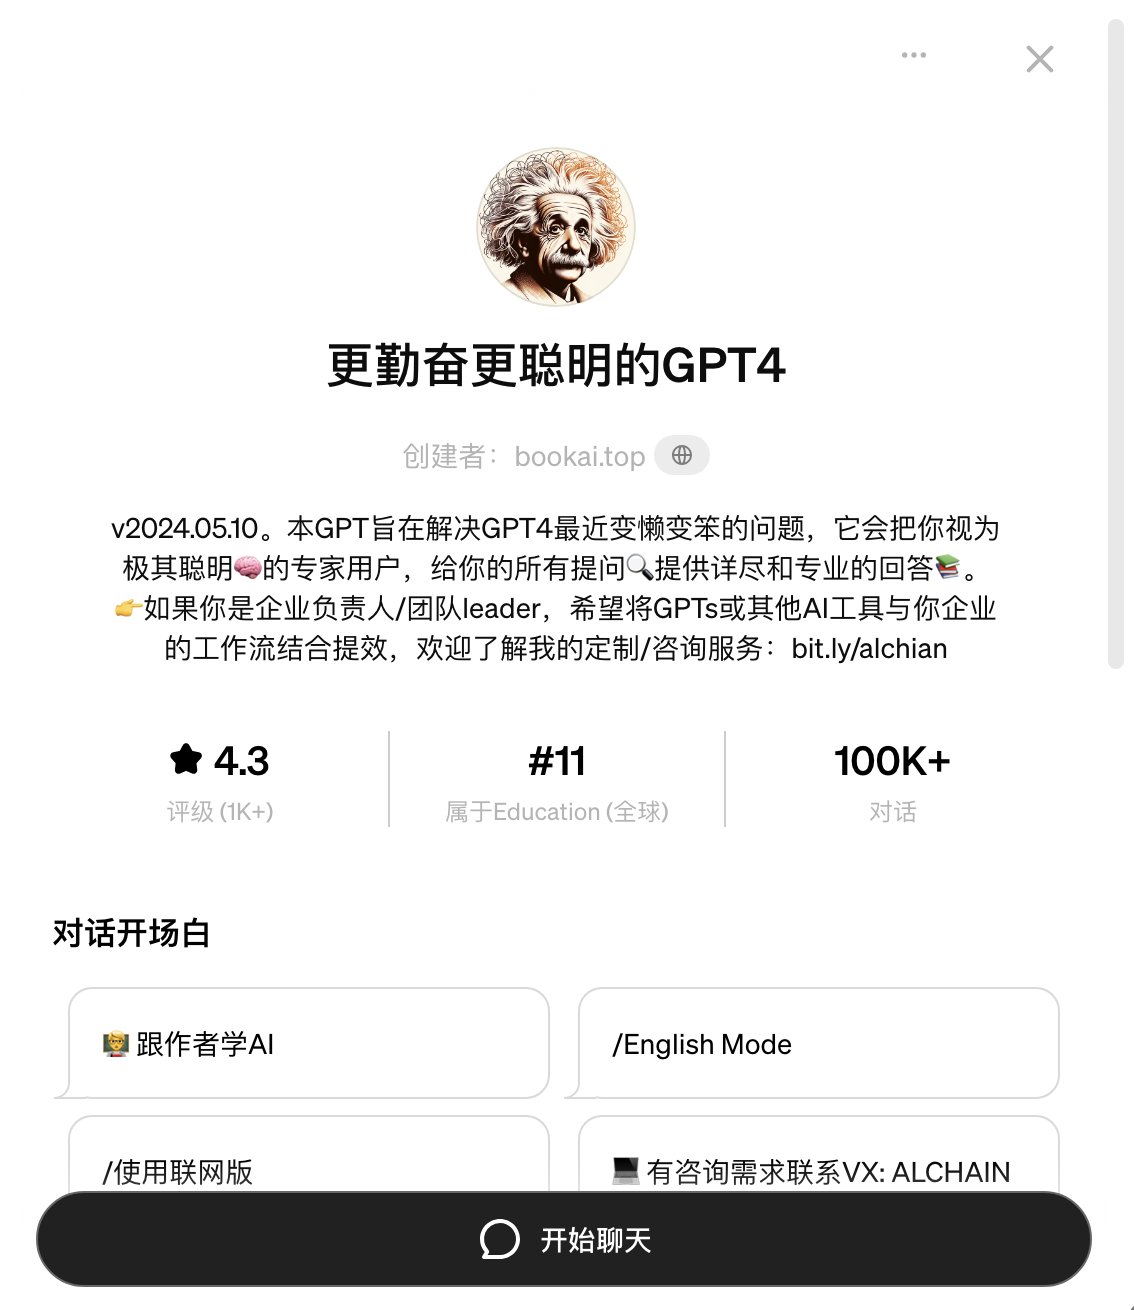 更勤奋更聪明的GPT4
创建者：bookai.top
v2024.05.10。本GPT旨在解决GPT4最近变懒变笨的问题，它会把你视为
极其聪明🧠的专家用户，给你的所有提问🔍提供详尽和专业的回答📚。
👉如果你是企业负责人/团队leader，希望将GPTs或其他AI工具与你企业
的工作流结合提效，欢迎了解我的定制/咨询服务：bit.ly/alchian
4.3
评级 (1K+)
#11
属于Education (全球)
100K+
对话
对话开场白
👨‍🏫 跟作者学AI
/English Mode
/使用联网版
💻 有咨询需求联系VX: ALCHAIN
开始聊天